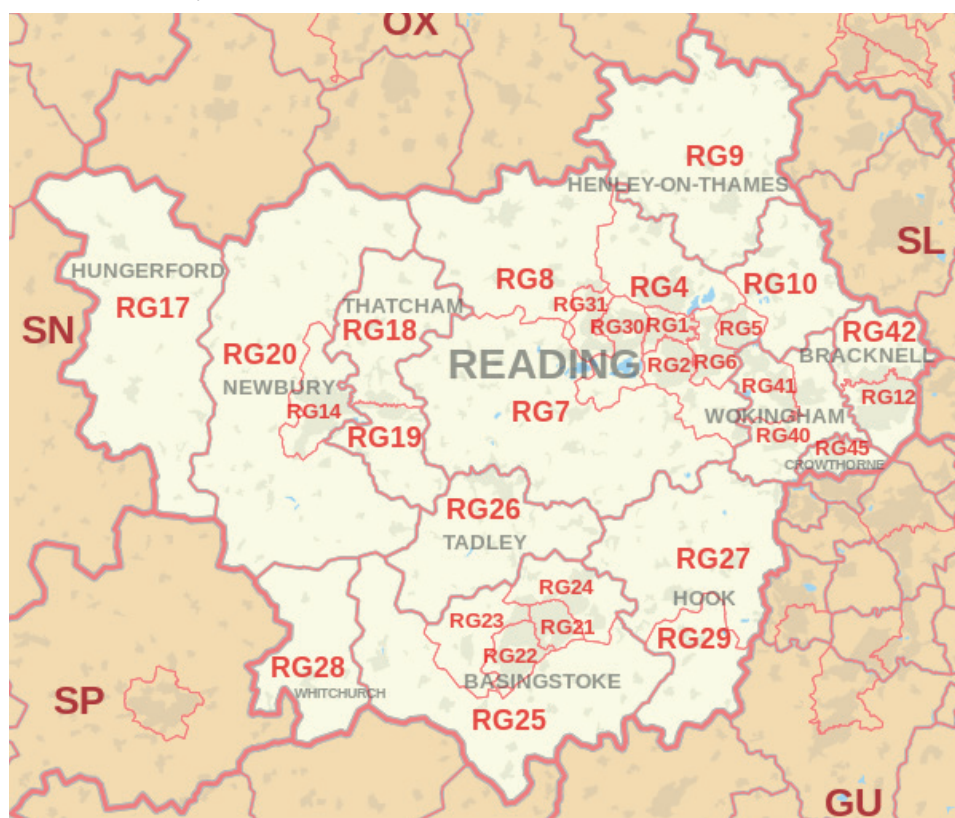 OX
RG9
HENLEY-ON-THAMES
SL
HUNGERFORD
RG17
RG8
RG4
RG10
THATCHAM
RG31
SN
RG18
RG30
RG1
RG5
RG42
RG20
READING
RG2
RG6
BRACKNELL
NEWBURY
RG41
RG12
RG14
RG7
WOKINGHAM
RG19
RG40
RG45
CROWTHORNE
RG26
TADLEY
RG27
RG24
HOOK
RG23
RG21
RG29
RG22
RG28
BASINGSTOKE
WHITCHURCH
SP
RG25
GU